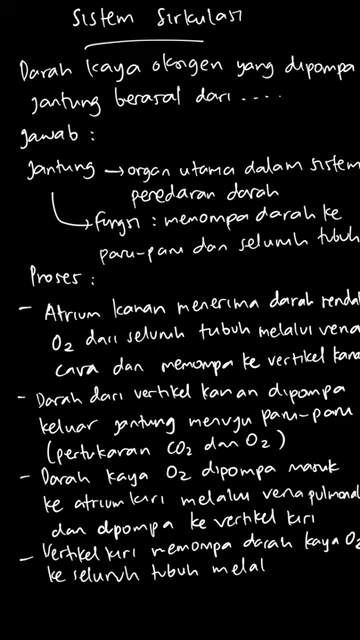 Sistem Sirkulasi
Darah kaya oksigen yang dipompa
jantung berasal dari ....
Jawab :
Jantung → organ utama dalam sistem
peredaran darah
→ Fungsi : memompa darah ke
paru-paru dan seluruh tubuh
Proses :
- Atrium kanan menerima darah rendah
O2 dari seluruh tubuh melalui vena
cava dan memompa ke vertikel kanan
- Darah dari vertikel kanan dipompa
keluar jantung menuju paru-paru
(pertukaran CO2 dan O2)
- Darah kaya O2 dipompa masuk
ke atrium kiri melalui vena pulmonal
dan dipompa ke vertikel kiri
- Vertikel kiri memompa darah kaya O2
ke seluruh tubuh melal